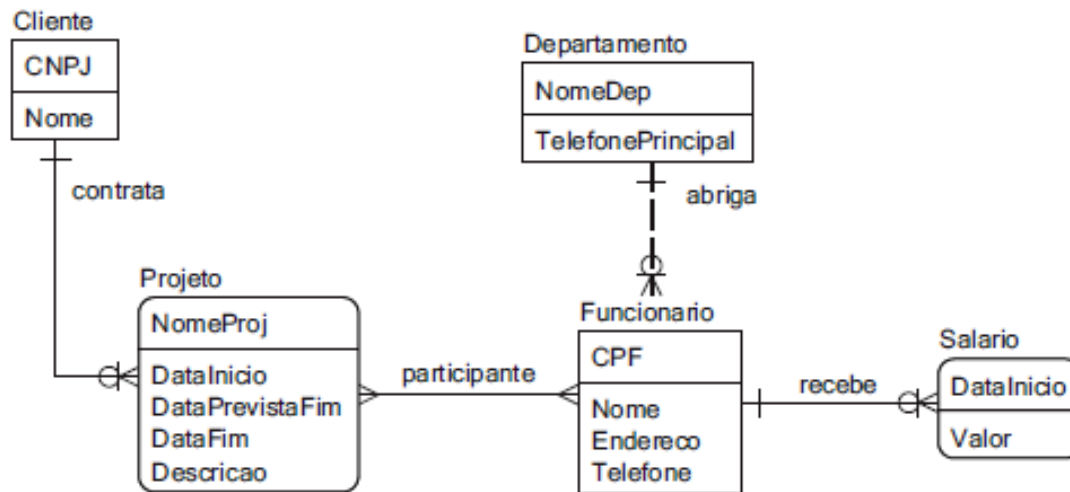 Cliente
CNPJ
Nome
contrata
Departamento
NomeDep
TelefonePrincipal
abriga
Projeto
NomeProj
DataInicio
DataPrevistaFim
DataFim
Descricao
participante
Funcionario
CPF
Nome
Endereco
Telefone
recebe
Salario
DataInicio
Valor